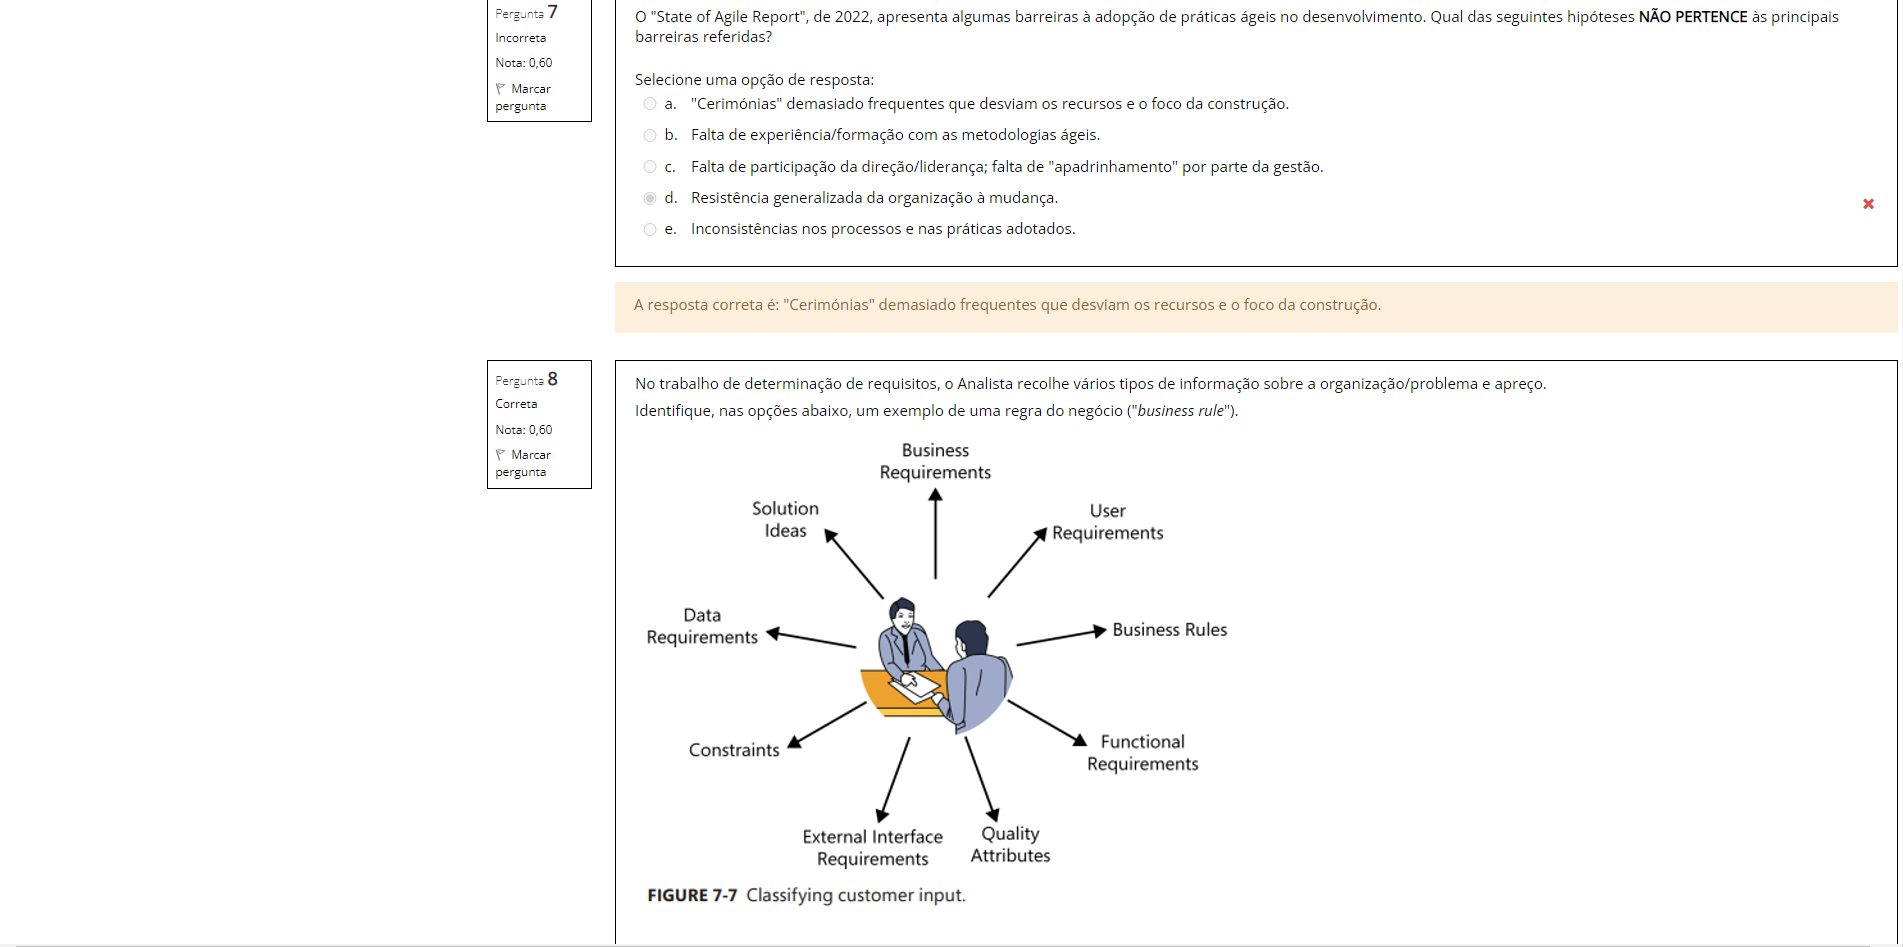 Pergunta 7
Incorreta
Nota: 0,60
Marcar
pergunta
O "State of Agile Report", de 2022, apresenta algumas barreiras à adopção de práticas ágeis no desenvolvimento. Qual das seguintes hipóteses NÃO PERTENCE às principais
barreiras referidas?
Selecione uma opção de resposta:
a. "Cerimónias" demasiado frequentes que desviam os recursos e o foco da construção.
b. Falta de experiência/formação com as metodologias ágeis.
c. Falta de participação da direção/liderança; falta de "apadrinhamento" por parte da gestão.
d. Resistência generalizada da organização à mudança.
e. Inconsistências nos processos e nas práticas adotados.
A resposta correta é: "Cerimónias" demasiado frequentes que desviam os recursos e o foco da construção.
Pergunta 8
Correta
Nota: 0,60
Marcar
pergunta
No trabalho de determinação de requisitos, o Analista recolhe vários tipos de informação sobre a organização/problema e apreço.
Identifique, nas opções abaixo, um exemplo de uma regra do negócio ("business rule").
Business
Requirements
Solution
Ideas
User
Requirements
Data
Requirements
Business Rules
Constraints
Functional
Requirements
External Interface
Requirements
Quality
Attributes
FIGURE 7-7 Classifying customer input.